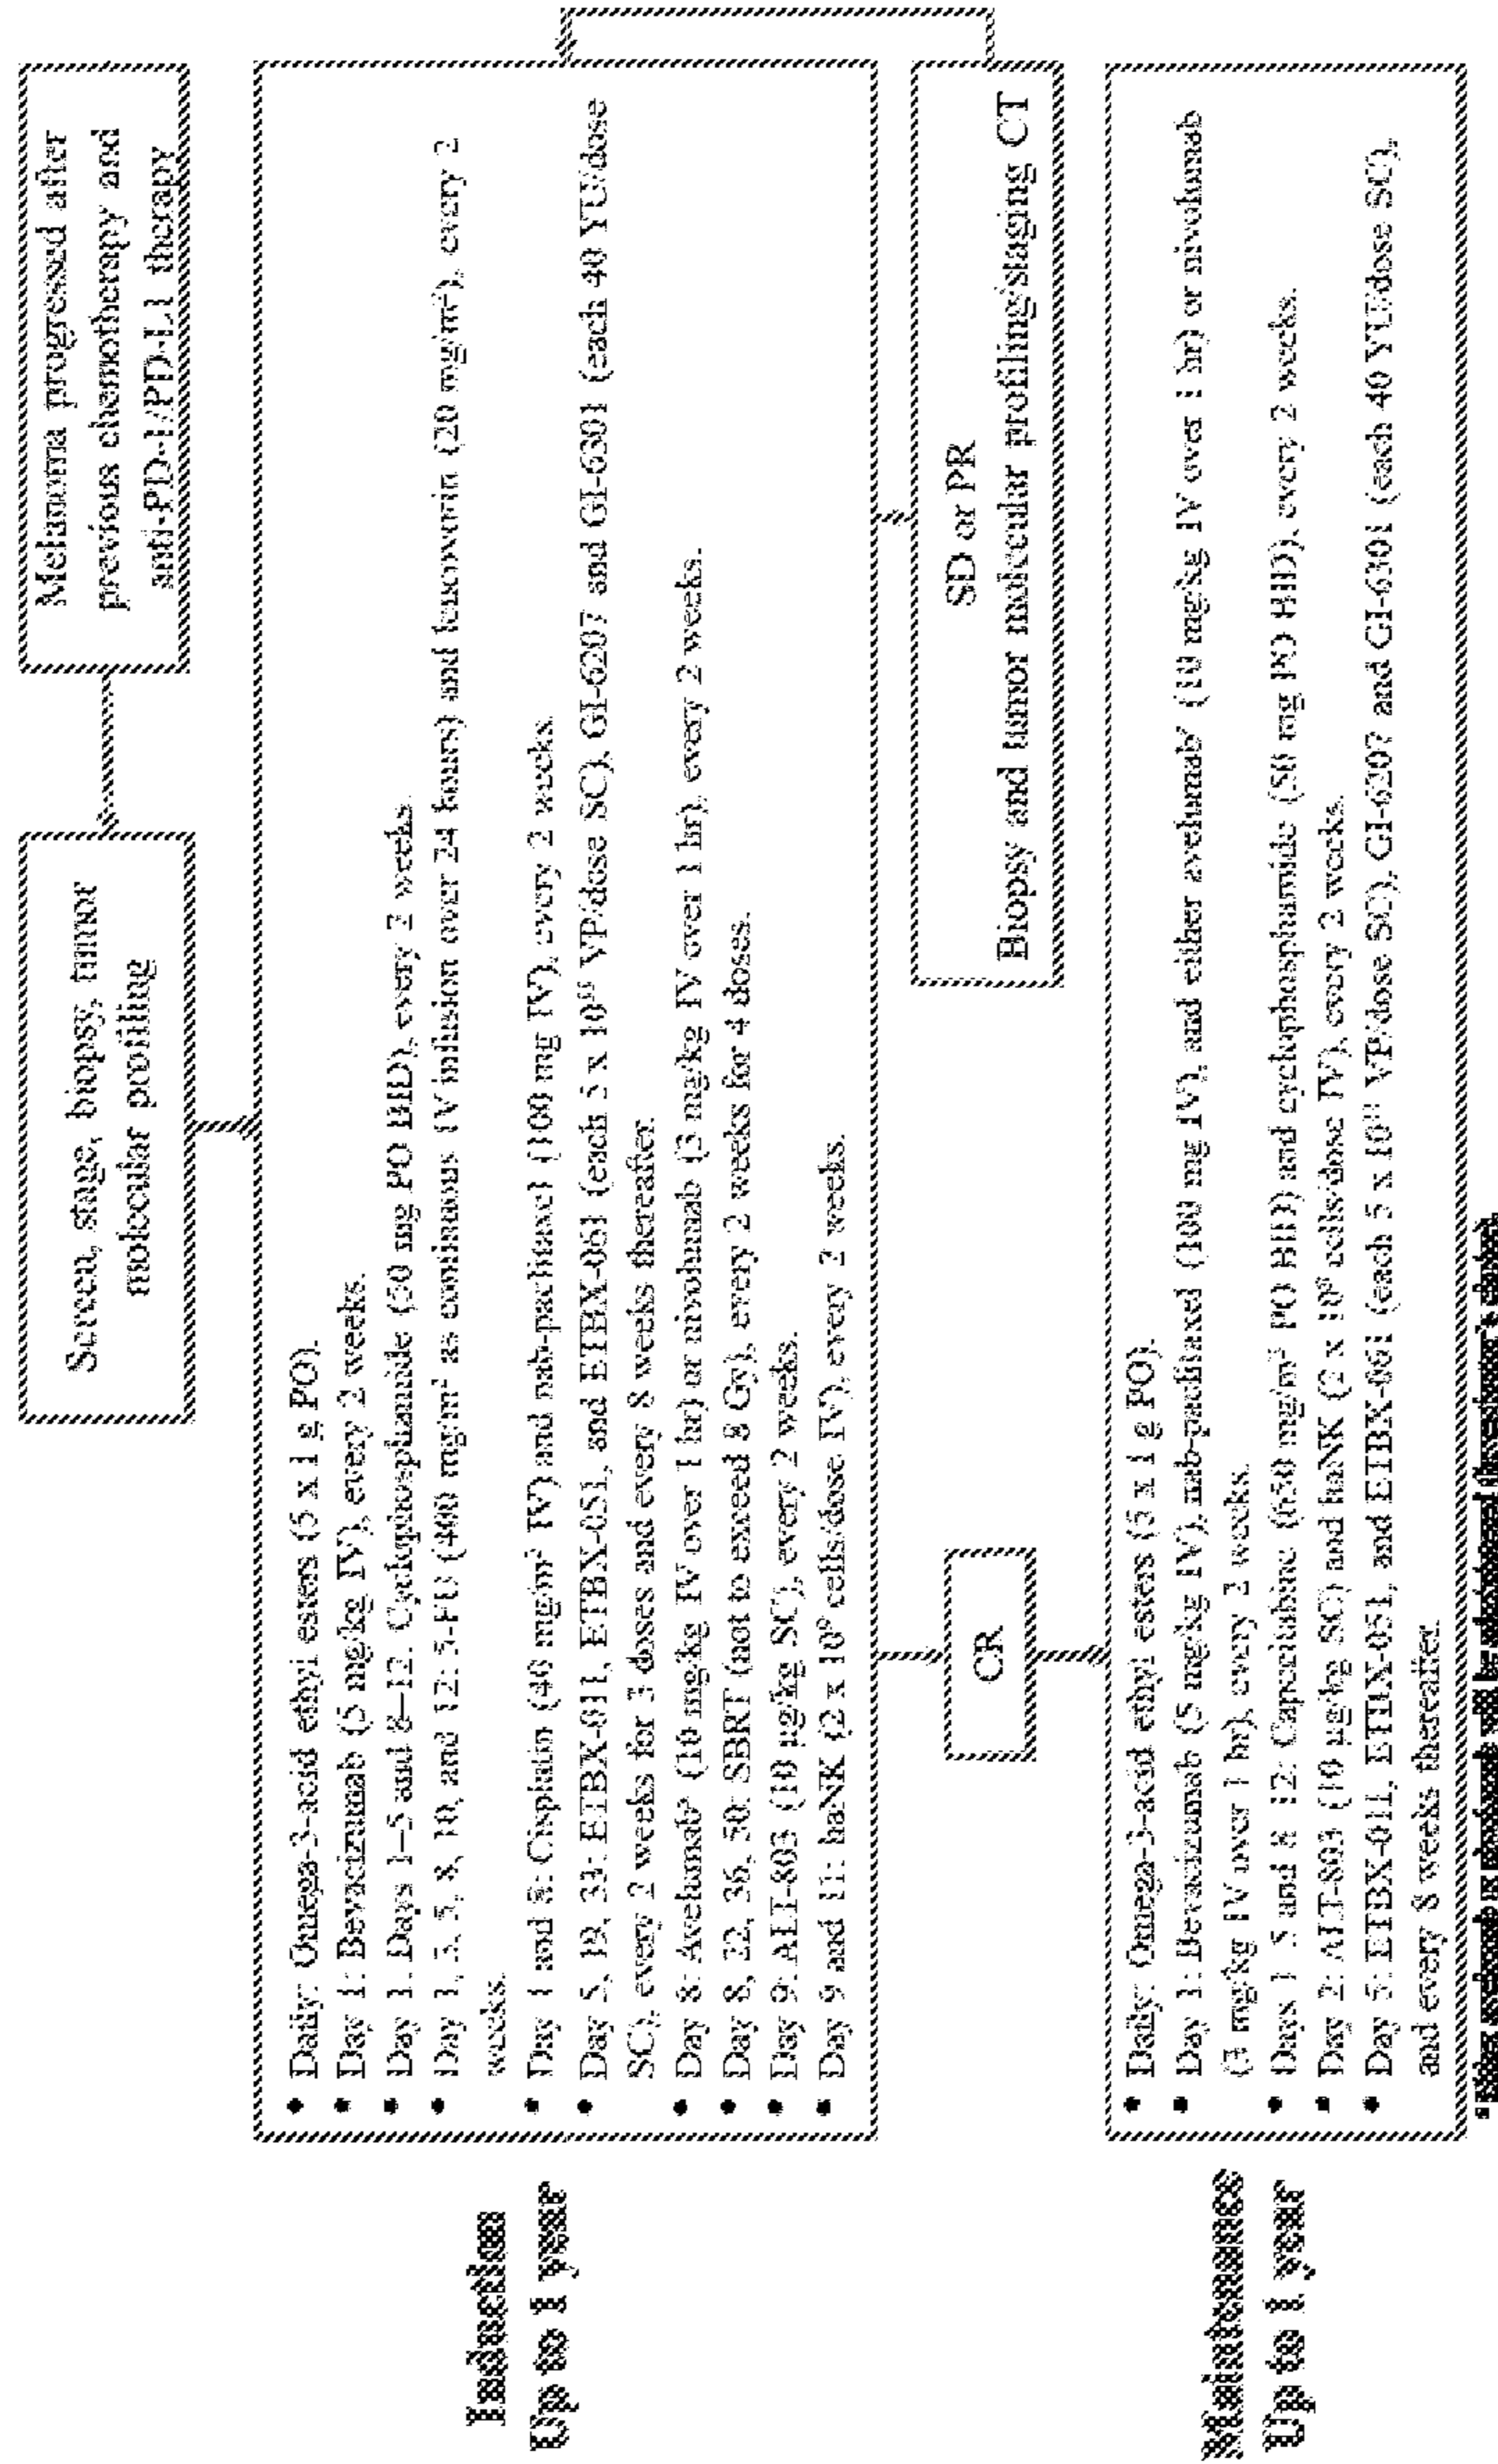 Melanoma progressed after
previous chemotherapy and
anti-PD-1/PD-L1 therapy
Screen, stage, biopsy, tumor
molecular profiling
Induction
Up to 1 year
• Daily: Omega-3-acid ethyl esters (5 x 1 g PO).
• Day 1: Bevacizumab (5 mg/kg IV), every 2 weeks.
• Day 1: Days 1–5 and 8–12. Cyclophosphamide (50 mg PO BID), every 2 weeks.
• Day 1, 3, 5, 8, 10, and 12: 5-FU (400 mg/m² as continuous IV infusion over 24 hours) and leucovorin (20 mg/m²), every 2
weeks.
• Day 1 and 8: Cisplatin (40 mg/m² IV) and nab-paclitaxel (100 mg IV), every 2 weeks.
• Day 5, 19, 33: ETBX-011, ETBX-051, and ETBX-061 (each 5 x 10¹¹ VP/dose SC), GI-6207 and GI-6301 (each 40 YU/dose
SC), every 2 weeks for 3 doses and every 8 weeks thereafter.
• Day 8: Avelumab* (10 mg/kg IV over 1 hr) or nivolumab (3 mg/kg IV over 1 hr), every 2 weeks.
• Day 8, 22, 36, 50: SBRT (not to exceed 8 Gy), every 2 weeks for 4 doses.
• Day 9: ALT-803 (10 µg/kg SC), every 2 weeks.
• Day 9 and 11: haNK (2 x 10⁹ cells/dose IV), every 2 weeks.
CR
SD or PR
Biopsy and tumor molecular profiling/staging CT
Maintenance
Up to 1 year
• Daily: Omega-3-acid ethyl esters (5 x 1 g PO).
• Day 1: Bevacizumab (5 mg/kg IV), nab-paclitaxel (100 mg IV), and either avelumab* (10 mg/kg IV over 1 hr) or nivolumab
(3 mg/kg IV over 1 hr), every 2 weeks.
• Days 1–5 and 8–12: Capecitabine (650 mg/m² PO BID) and cyclophosphamide (50 mg PO BID), every 2 weeks.
• Day 2: ALT-803 (10 µg/kg SC) and haNK (2 x 10⁹ cells/dose IV), every 2 weeks.
• Day 5: ETBX-011, ETBX-051, and ETBX-061 (each 5 x 10¹¹ VP/dose SC), GI-6207 and GI-6301 (each 40 YU/dose SC),
and every 8 weeks thereafter.
*Either avelumab or nivolumab will be administered (Investigator's choice)